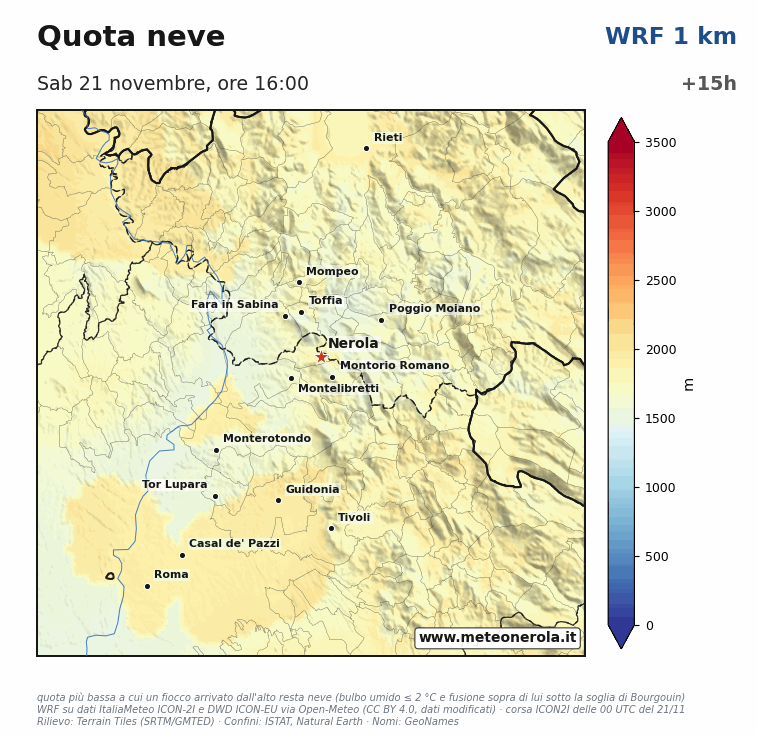 Quota neve
WRF 1 km
Sab 21 novembre, ore 16:00
+15h
Rieti
Mompeo
Toffia
Fara in Sabina
Poggio Moiano
Nerola
Montorio Romano
Montelibretti
Monterotondo
Tor Lupara
Guidonia
Tivoli
Casal de' Pazzi
Roma
www.meteonerola.it
3500
3000
2500
2000
1500
1000
500
0
m
quota più bassa a cui un fiocco arrivato dall'alto resta neve (bulbo umido ≤ 2 °C e fusione sopra di lui sotto la soglia di Bourgouin)
WRF su dati ItaliaMeteo ICON-2I e DWD ICON-EU via Open-Meteo (CC BY 4.0, dati modificati) · corsa ICON2I delle 00 UTC del 21/11
Rilievo: Terrain Tiles (SRTM/GMTED) · Confini: ISTAT, Natural Earth · Nomi: GeoNames